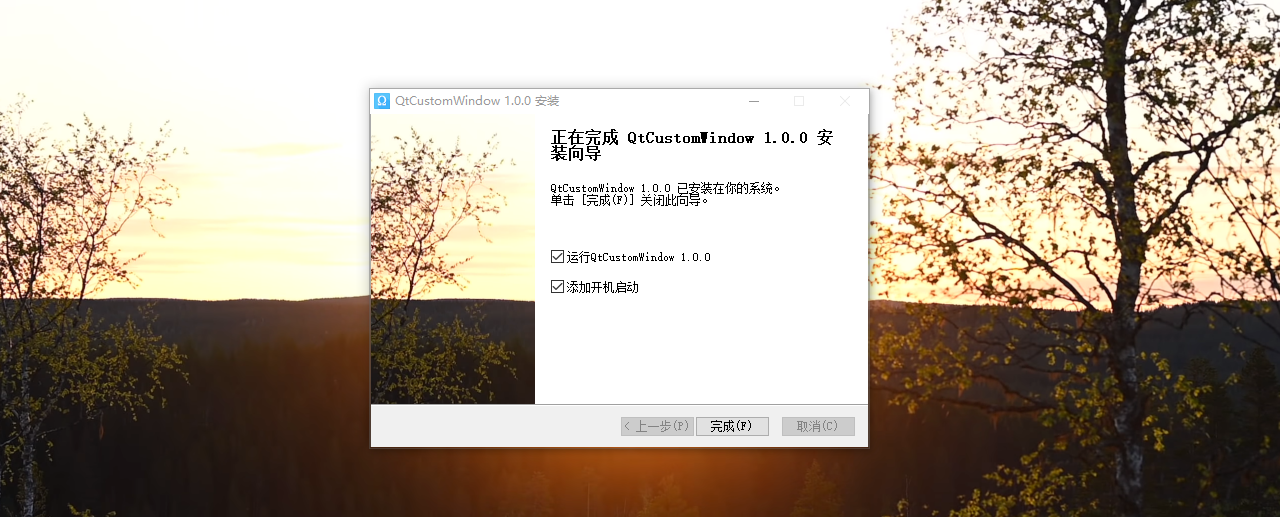 QtCustomWindow 1.0.0 安装
正在完成 QtCustomWindow 1.0.0 安
装向导
QtCustomWindow 1.0.0 已安装在你的系统。
单击 [完成(F)] 关闭此向导。
运行QtCustomWindow 1.0.0
添加开机启动
< 上一步(P)
完成(F)
取消(C)